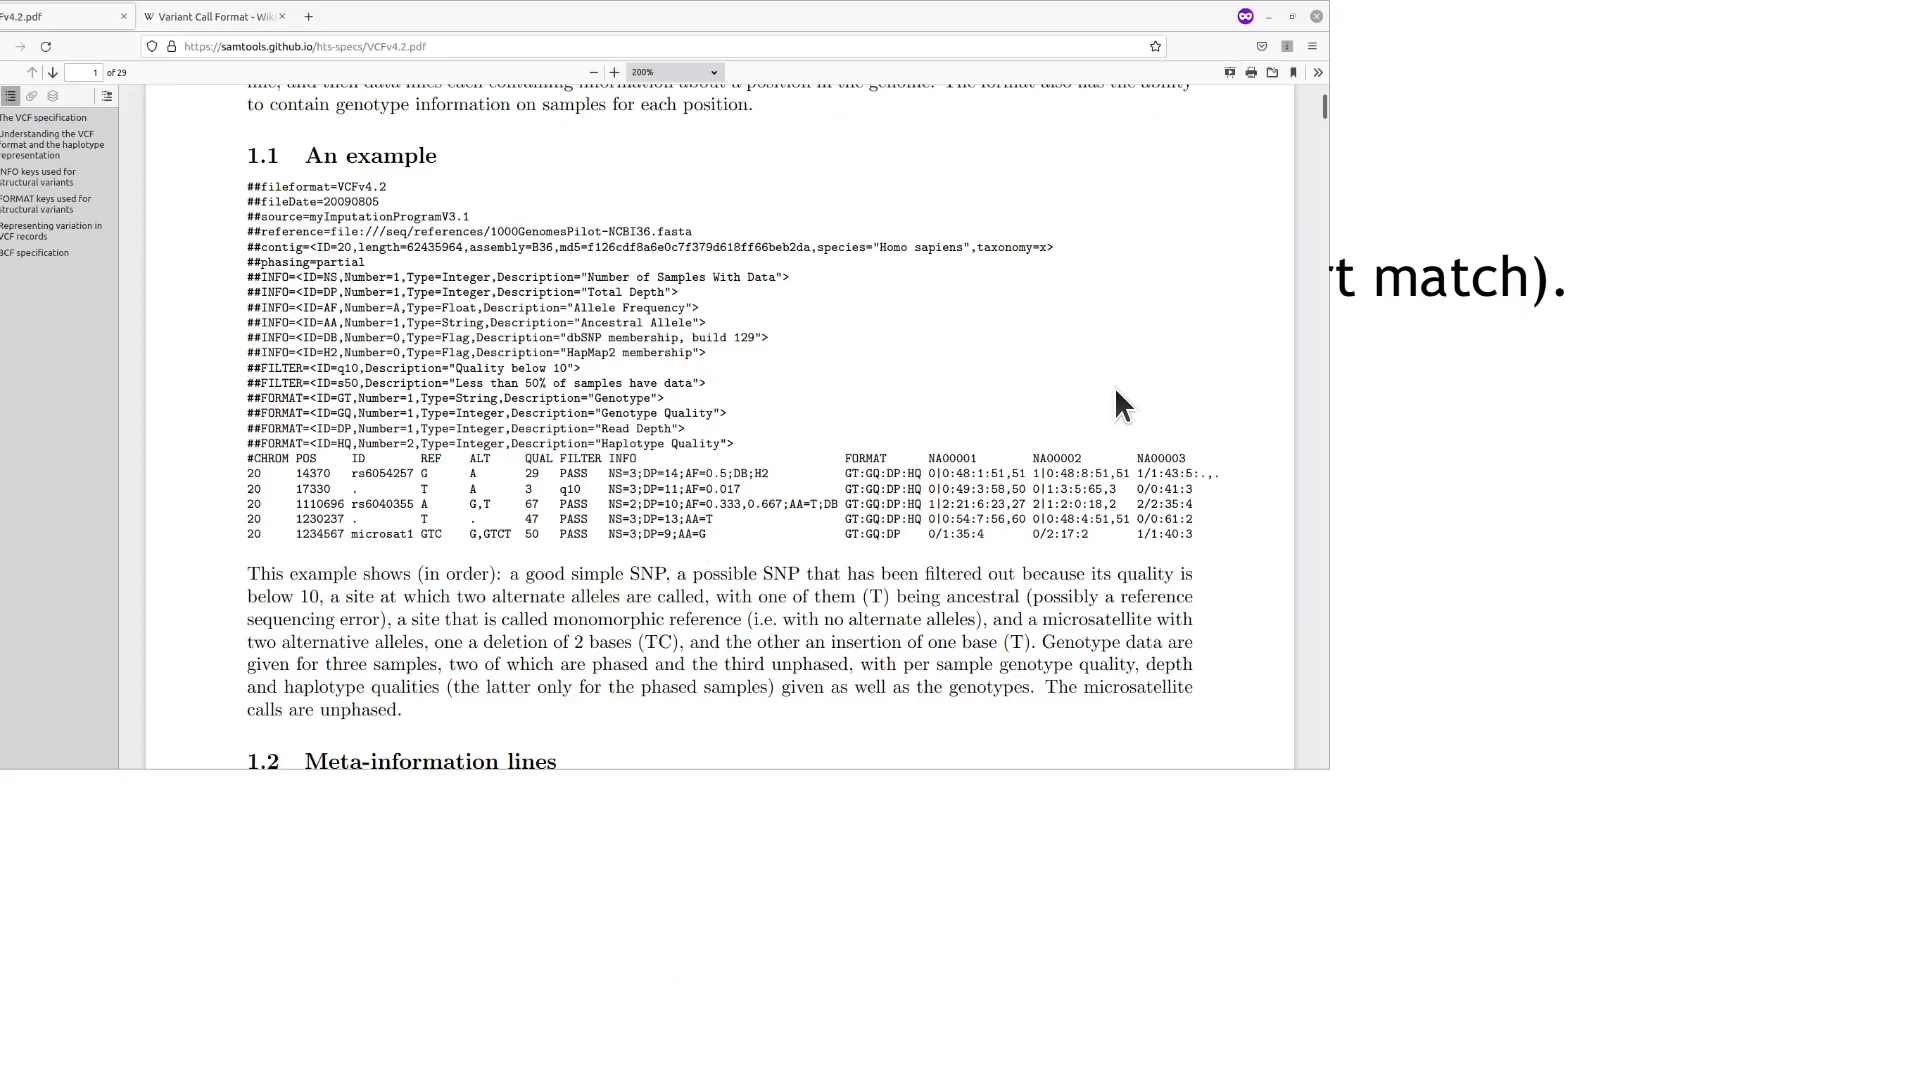 Fv4.2.pdf
Variant Call Format - Wiki
https://samtools.github.io/hts-specs/VCFv4.2.pdf
1 of 29
200%
The VCF specification
Understanding the VCF
format and the haplotype
representation
INFO keys used for
structural variants
FORMAT keys used for
structural variants
Representing variation in
VCF records
BCF specification
line, and then data lines each containing information about a position in the genome. The format also has the ability
to contain genotype information on samples for each position.
1.1 An example
##fileformat=VCFv4.2
##fileDate=20090805
##source=myImputationProgramV3.1
##reference=file:///seq/references/1000GenomesPilot-NCBI36.fasta
##contig=<ID=20,length=62435964,assembly=B36,md5=f126cdf8a6e0c7f379d618ff66beb2da,species="Homo sapiens",taxonomy=x>
##phasing=partial
##INFO=<ID=NS,Number=1,Type=Integer,Description="Number of Samples With Data">
##INFO=<ID=DP,Number=1,Type=Integer,Description="Total Depth">
##INFO=<ID=AF,Number=A,Type=Float,Description="Allele Frequency">
##INFO=<ID=AA,Number=1,Type=String,Description="Ancestral Allele">
##INFO=<ID=DB,Number=0,Type=Flag,Description="dbSNP membership, build 129">
##INFO=<ID=H2,Number=0,Type=Flag,Description="HapMap2 membership">
##FILTER=<ID=q10,Description="Quality below 10">
##FILTER=<ID=s50,Description="Less than 50% of samples have data">
##FORMAT=<ID=GT,Number=1,Type=String,Description="Genotype">
##FORMAT=<ID=GQ,Number=1,Type=Integer,Description="Genotype Quality">
##FORMAT=<ID=DP,Number=1,Type=Integer,Description="Read Depth">
##FORMAT=<ID=HQ,Number=2,Type=Integer,Description="Haplotype Quality">
#CHROM POS ID REF ALT QUAL FILTER INFO FORMAT NA00001 NA00002 NA00003
20 14370 rs6054257 G A 29 PASS NS=3;DP=14;AF=0.5;DB;H2 GT:GQ:DP:HQ 0|0:48:1:51,51 1|0:48:8:51,51 1/1:43:5:.,.
20 17330 . T A 3 q10 NS=3;DP=11;AF=0.017 GT:GQ:DP:HQ 0|0:49:3:58,50 0|1:3:5:65,3 0/0:41:3
20 1110696 rs6040355 A G,T 67 PASS NS=2;DP=10;AF=0.333,0.667;AA=T;DB GT:GQ:DP:HQ 1|2:21:6:23,27 2|1:2:0:18,2 2/2:35:4
20 1230237 . T . 47 PASS NS=3;DP=13;AA=T GT:GQ:DP:HQ 0|0:54:7:56,60 0|0:48:4:51,51 0/0:61:2
20 1234567 microsat1 GTC G,GTCT 50 PASS NS=3;DP=9;AA=G GT:GQ:DP 0/1:35:4 0/2:17:2 1/1:40:3
This example shows (in order): a good simple SNP, a possible SNP that has been filtered out because its quality is
below 10, a site at which two alternate alleles are called, with one of them (T) being ancestral (possibly a reference
sequencing error), a site that is called monomorphic reference (i.e. with no alternate alleles), and a microsatellite with
two alternative alleles, one a deletion of 2 bases (TC), and the other an insertion of one base (T). Genotype data are
given for three samples, two of which are phased and the third unphased, with per sample genotype quality, depth
and haplotype qualities (the latter only for the phased samples) given as well as the genotypes. The microsatellite
calls are unphased.
1.2 Meta-information lines
rt match).